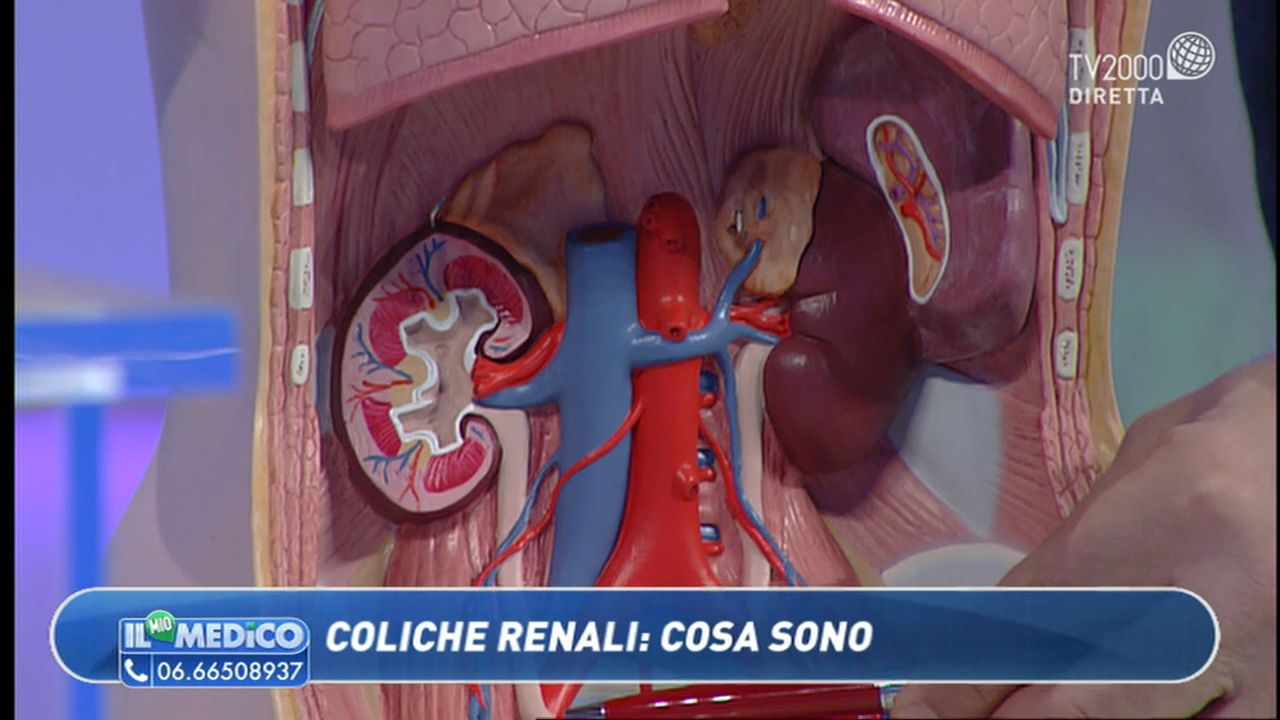 TV2000
DIRETTA
IL MIO MEDICO
COLICHE RENALI: COSA SONO
06.66508937